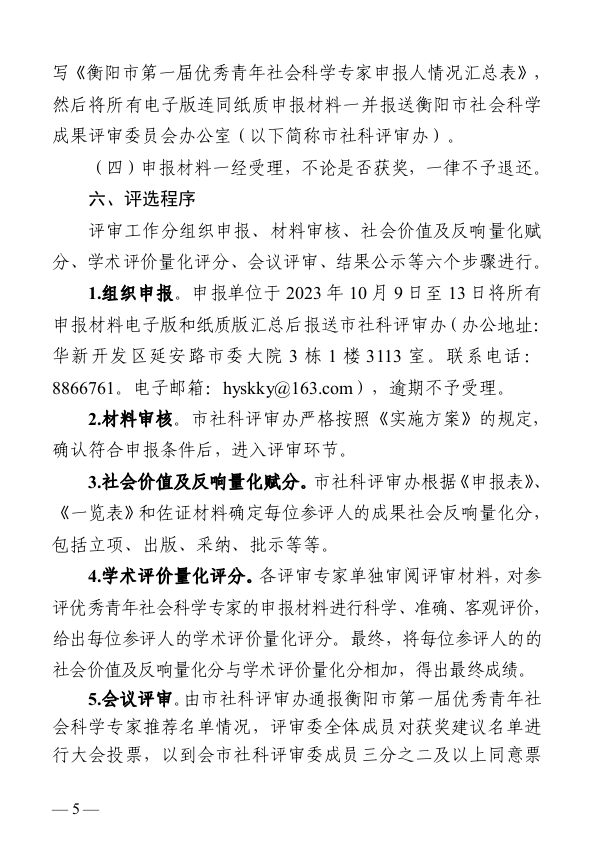 写《衡阳市第一届优秀青年社会科学专家申报人情况汇总表》，
然后将所有电子版连同纸质申报材料一并报送衡阳市社会科学
成果评审委员会办公室（以下简称市社科评审办）。
（四）申报材料一经受理，不论是否获奖，一律不予退还。
六、评选程序
评审工作分组织申报、材料审核、社会价值及反响量化赋
分、学术评价量化评分、会议评审、结果公示等六个步骤进行。
1.组织申报。申报单位于 2023 年 10 月 9 日至 13 日将所有
申报材料电子版和纸质版汇总后报送市社科评审办（办公地址：
华新开发区延安路市委大院 3 栋 1 楼 3113 室。联系电话：
8866761。电子邮箱：hyskky@163.com），逾期不予受理。
2.材料审核。市社科评审办严格按照《实施方案》的规定，
确认符合申报条件后，进入评审环节。
3.社会价值及反响量化赋分。市社科评审办根据《申报表》、
《一览表》和佐证材料确定每位参评人的成果社会反响量化分，
包括立项、出版、采纳、批示等等。
4.学术评价量化评分。各评审专家单独审阅评审材料，对参
评优秀青年社会科学专家的申报材料进行科学、准确、客观评价，
给出每位参评人的学术评价量化评分。最终，将每位参评人的的
社会价值及反响量化分与学术评价量化分相加，得出最终成绩。
5.会议评审。由市社科评审办通报衡阳市第一届优秀青年社
会科学专家推荐名单情况，评审委全体成员对获奖建议名单进
行大会投票，以到会市社科评审委成员三分之二及以上同意票
— 5 —